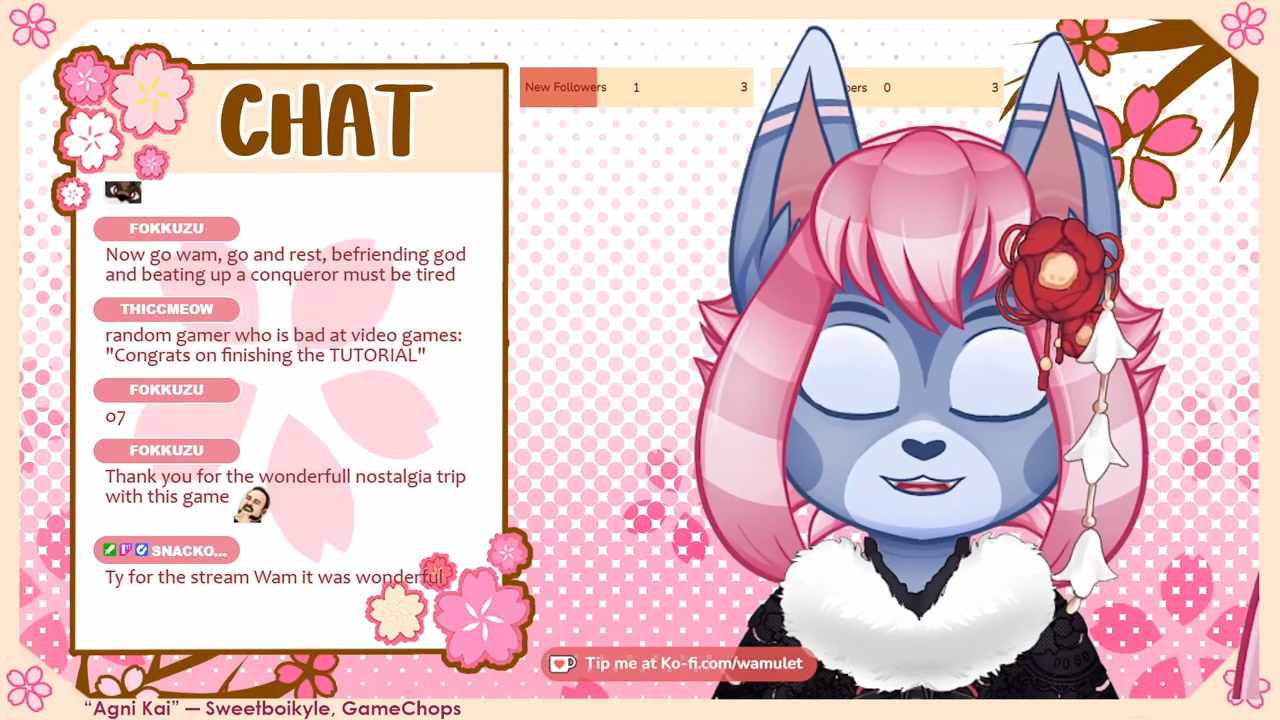 CHAT
New Followers 1 3
bers 0 3
FOKKUZU
Now go wam, go and rest, befriending god
and beating up a conqueror must be tired
THICCMEOW
random gamer who is bad at video games:
"Congrats on finishing the TUTORIAL"
FOKKUZU
o7
FOKKUZU
Thank you for the wonderfull nostalgia trip
with this game
SNACKO...
Ty for the stream Wam it was wonderful
Tip me at Ko-fi.com/wamulet
“Agni Kai” — Sweetboikyle, GameChops